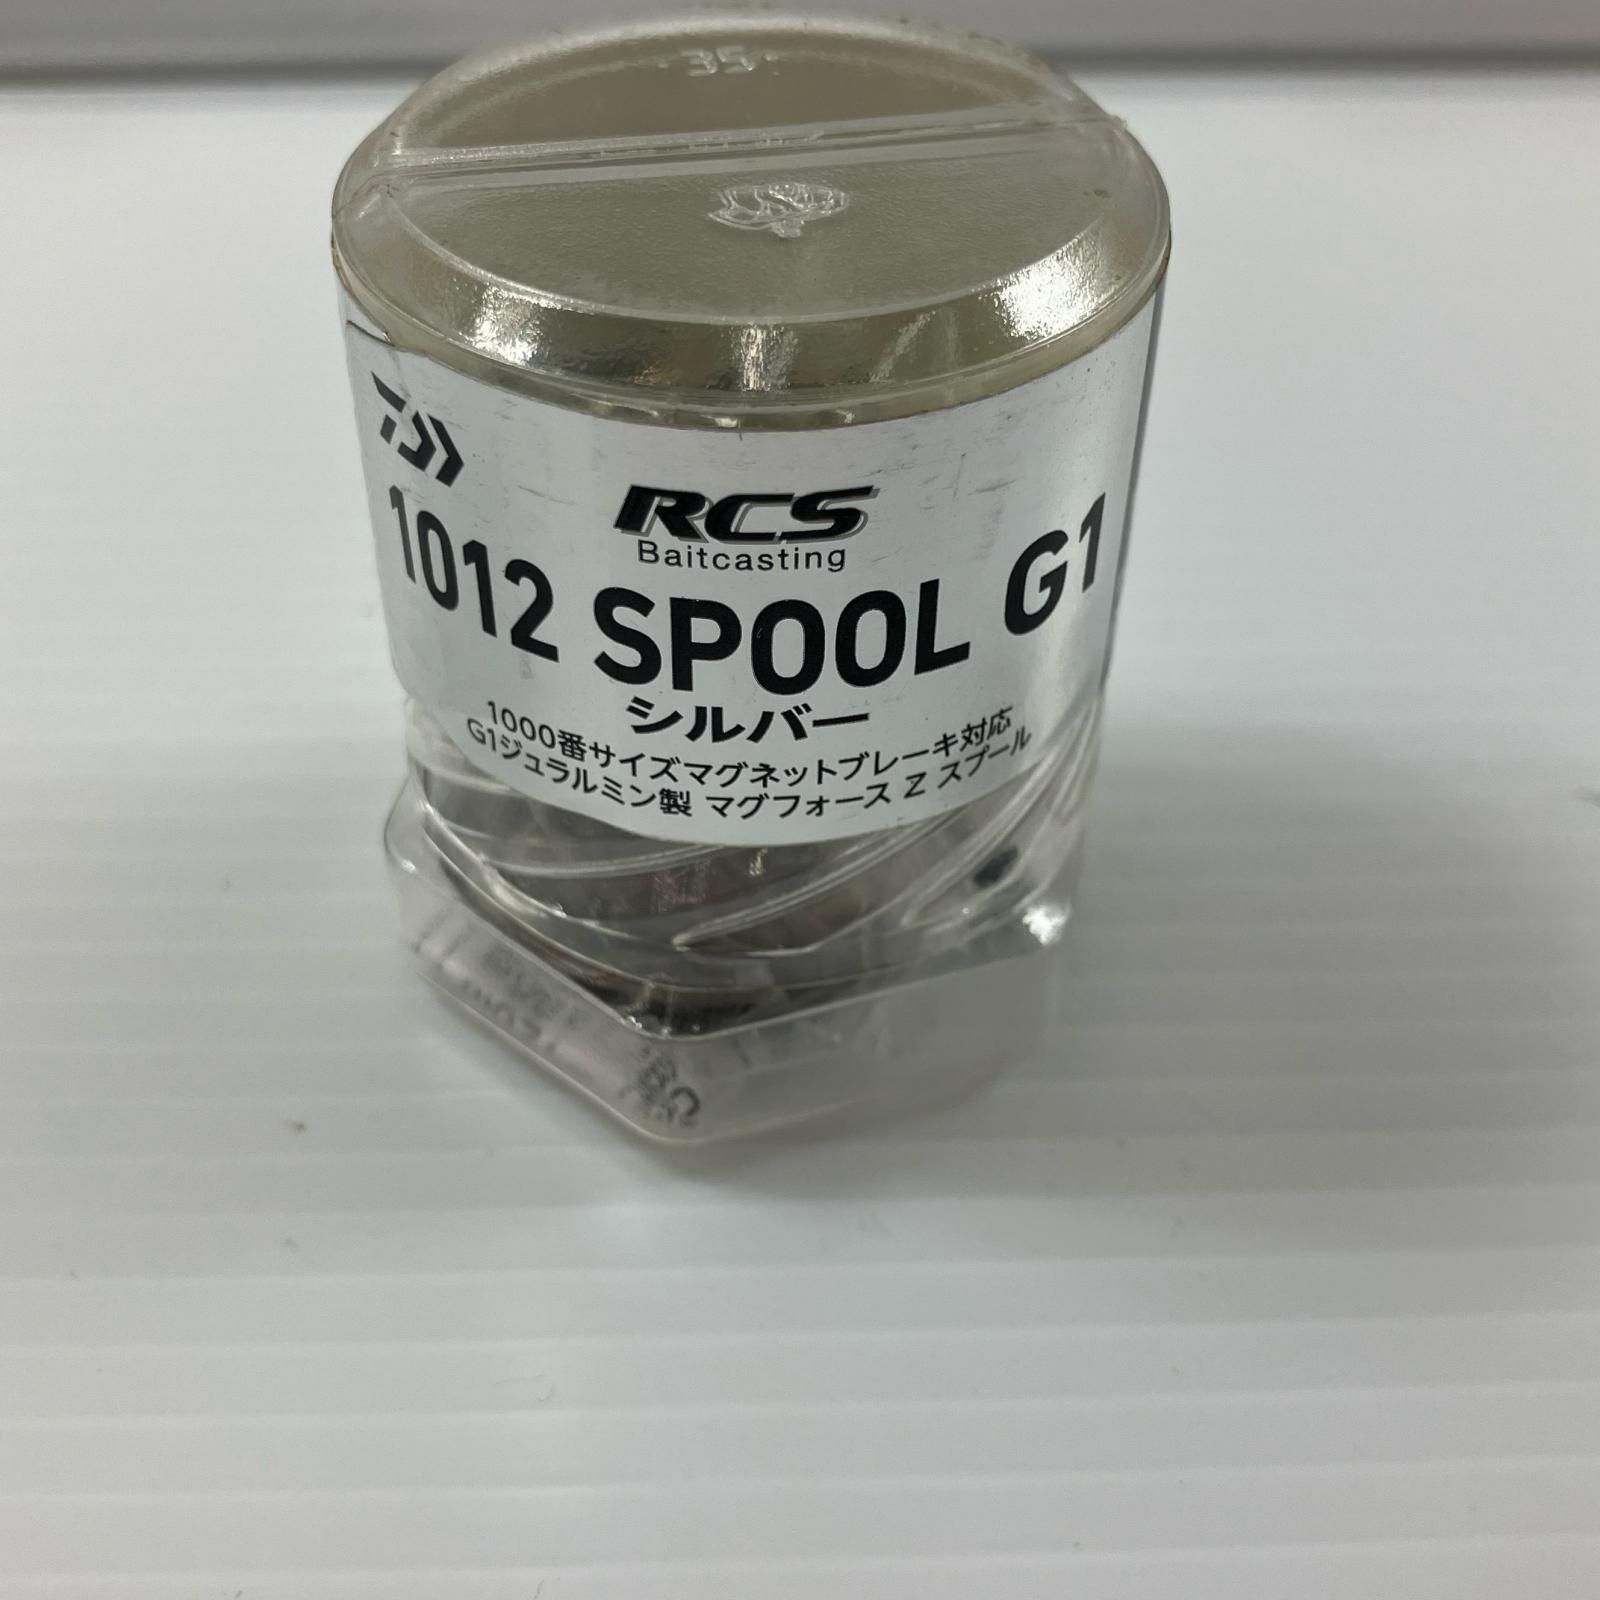 35
RCS
Baitcasting
1012 SPOOL G1
シルバー
1000番サイズマグネットブレーキ対応
G1ジュラルミン製 マグフォース Z スプール